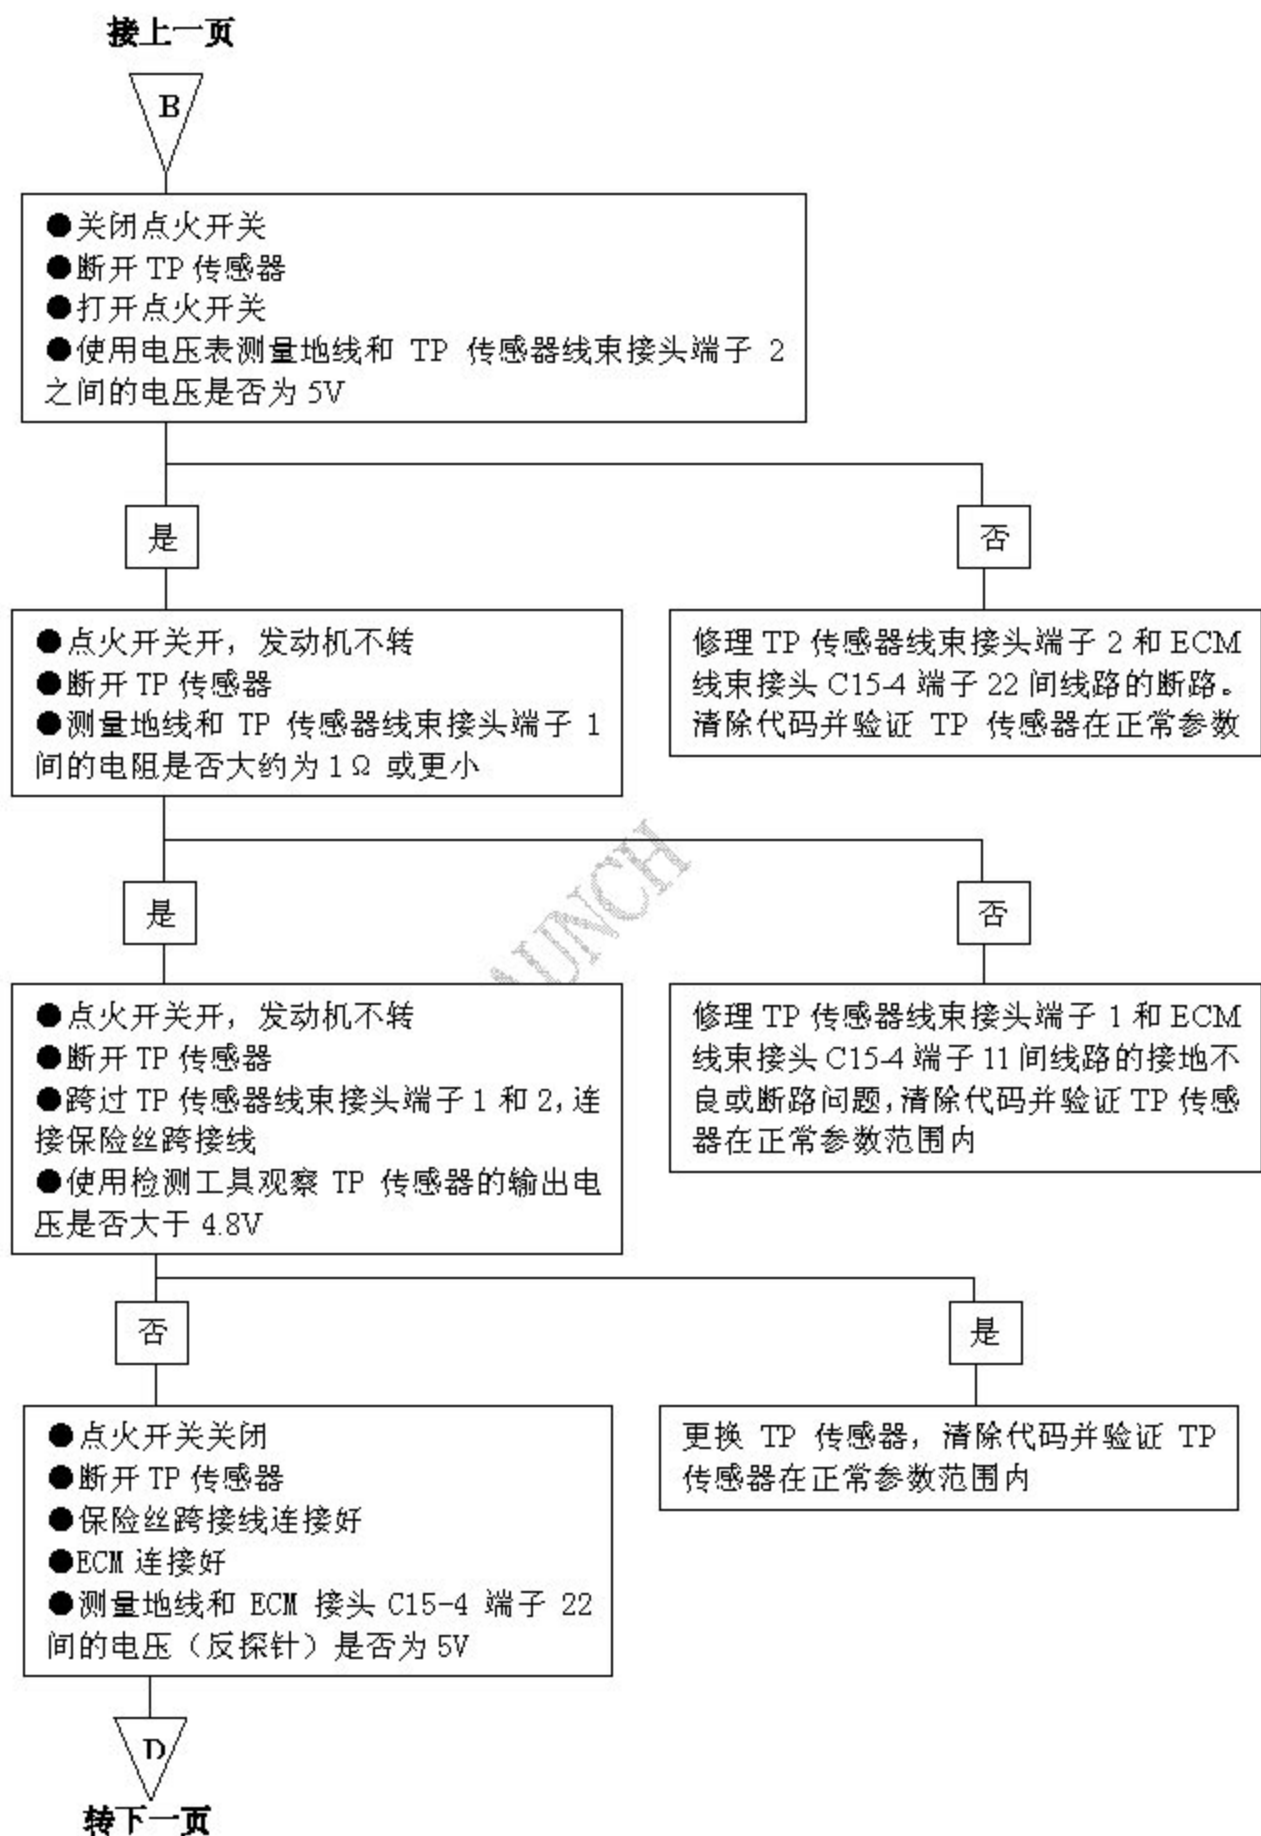 接上一页
B
●关闭点火开关
●断开 TP 传感器
●打开点火开关
●使用电压表测量地线和 TP 传感器线束接头端子 2
之间的电压是否为 5V
是
否
●点火开关开，发动机不转
●断开 TP 传感器
●测量地线和 TP 传感器线束接头端子 1
间的电阻是否大约为 1Ω 或更小
修理 TP 传感器线束接头端子 2 和 ECM
线束接头 C15-4 端子 22 间线路的断路。
清除代码并验证 TP 传感器在正常参数
是
否
●点火开关开，发动机不转
●断开 TP 传感器
●跨过 TP 传感器线束接头端子 1 和 2，连
接保险丝跨接线
●使用检测工具观察 TP 传感器的输出电
压是否大于 4.8V
修理 TP 传感器线束接头端子 1 和 ECM
线束接头 C15-4 端子 11 间线路的接地不
良或断路问题，清除代码并验证 TP 传感
器在正常参数范围内
LAUNCH
否
是
●点火开关关闭
●断开 TP 传感器
●保险丝跨接线连接好
●ECM 连接好
●测量地线和 ECM 接头 C15-4 端子 22
间的电压（反探针）是否为 5V
更换 TP 传感器，清除代码并验证 TP
传感器在正常参数范围内
D
转下一页